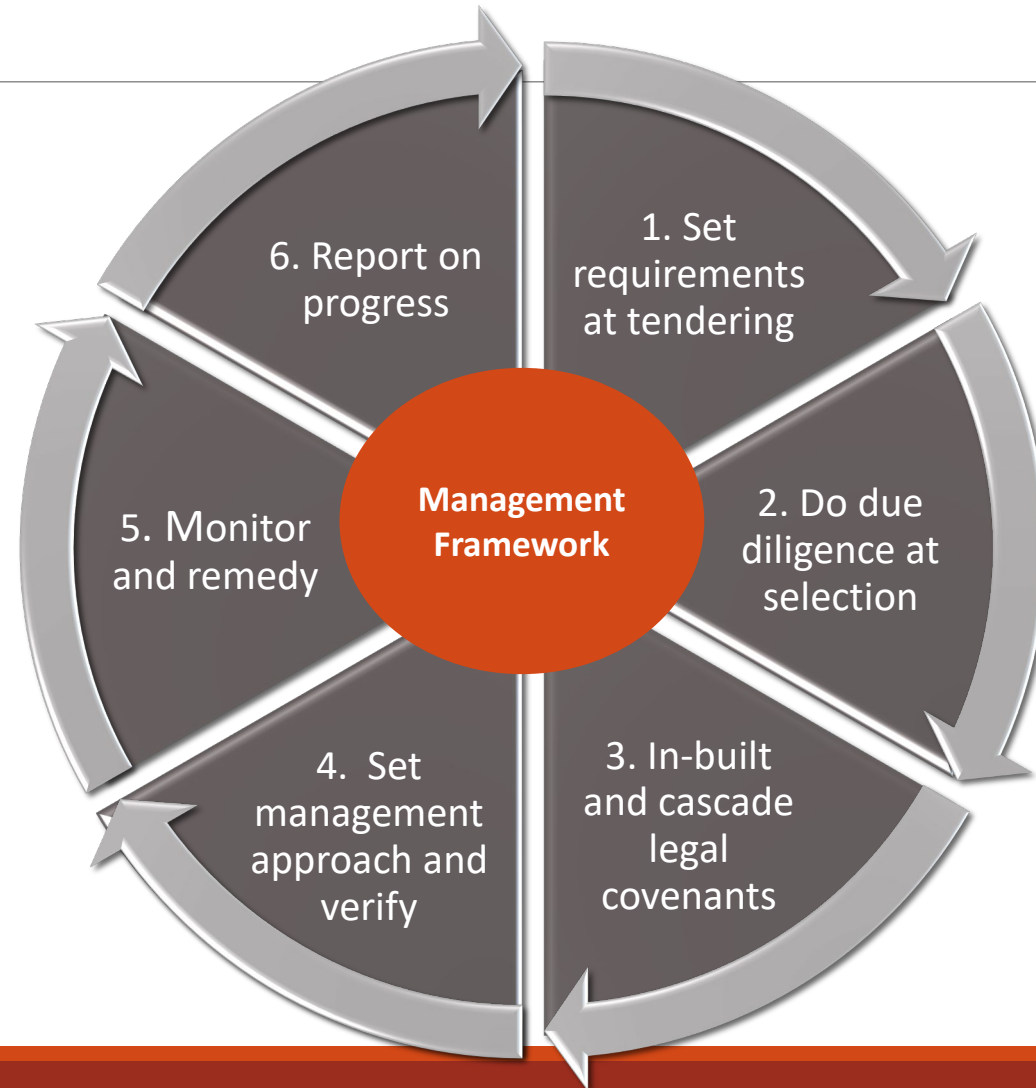 1. Set
requirements
at tendering
2. Do due
diligence at
selection
3. In-built
and cascade
legal
covenants
4. Set
management
approach and
verify
5. Monitor
and remedy
6. Report on
progress
Management
Framework